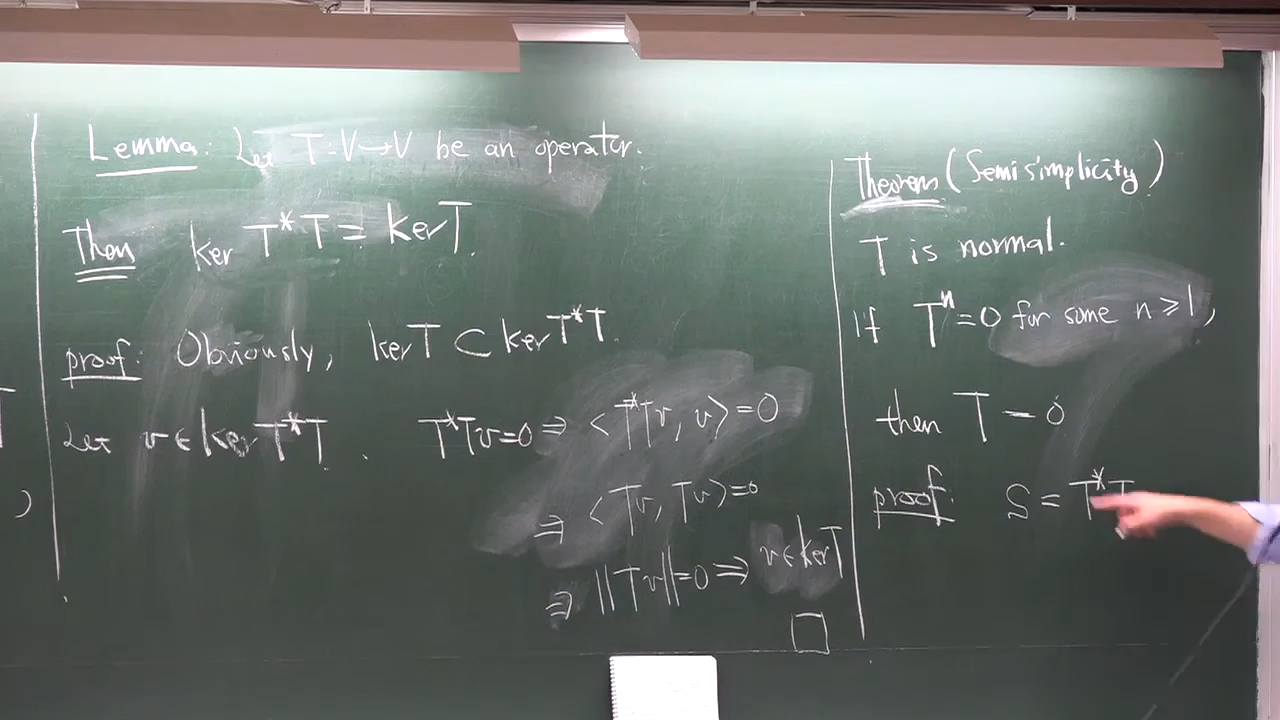 Lemma: Let T: V → V be an operator.
Then ker T*T = ker T.
proof: Obviously, ker T ⊂ ker T*T.
Let v ∈ ker T*T. T*Tv=0 ⇒ <T*Tv, v> = 0
⇒ <Tv, Tv> = 0
⇒ ||Tv|| = 0 ⇒ v ∈ ker T
□
Theorem (Semisimplicity)
T is normal.
If Tⁿ = 0 for some n ≥ 1,
then T = 0
proof: S = T*T